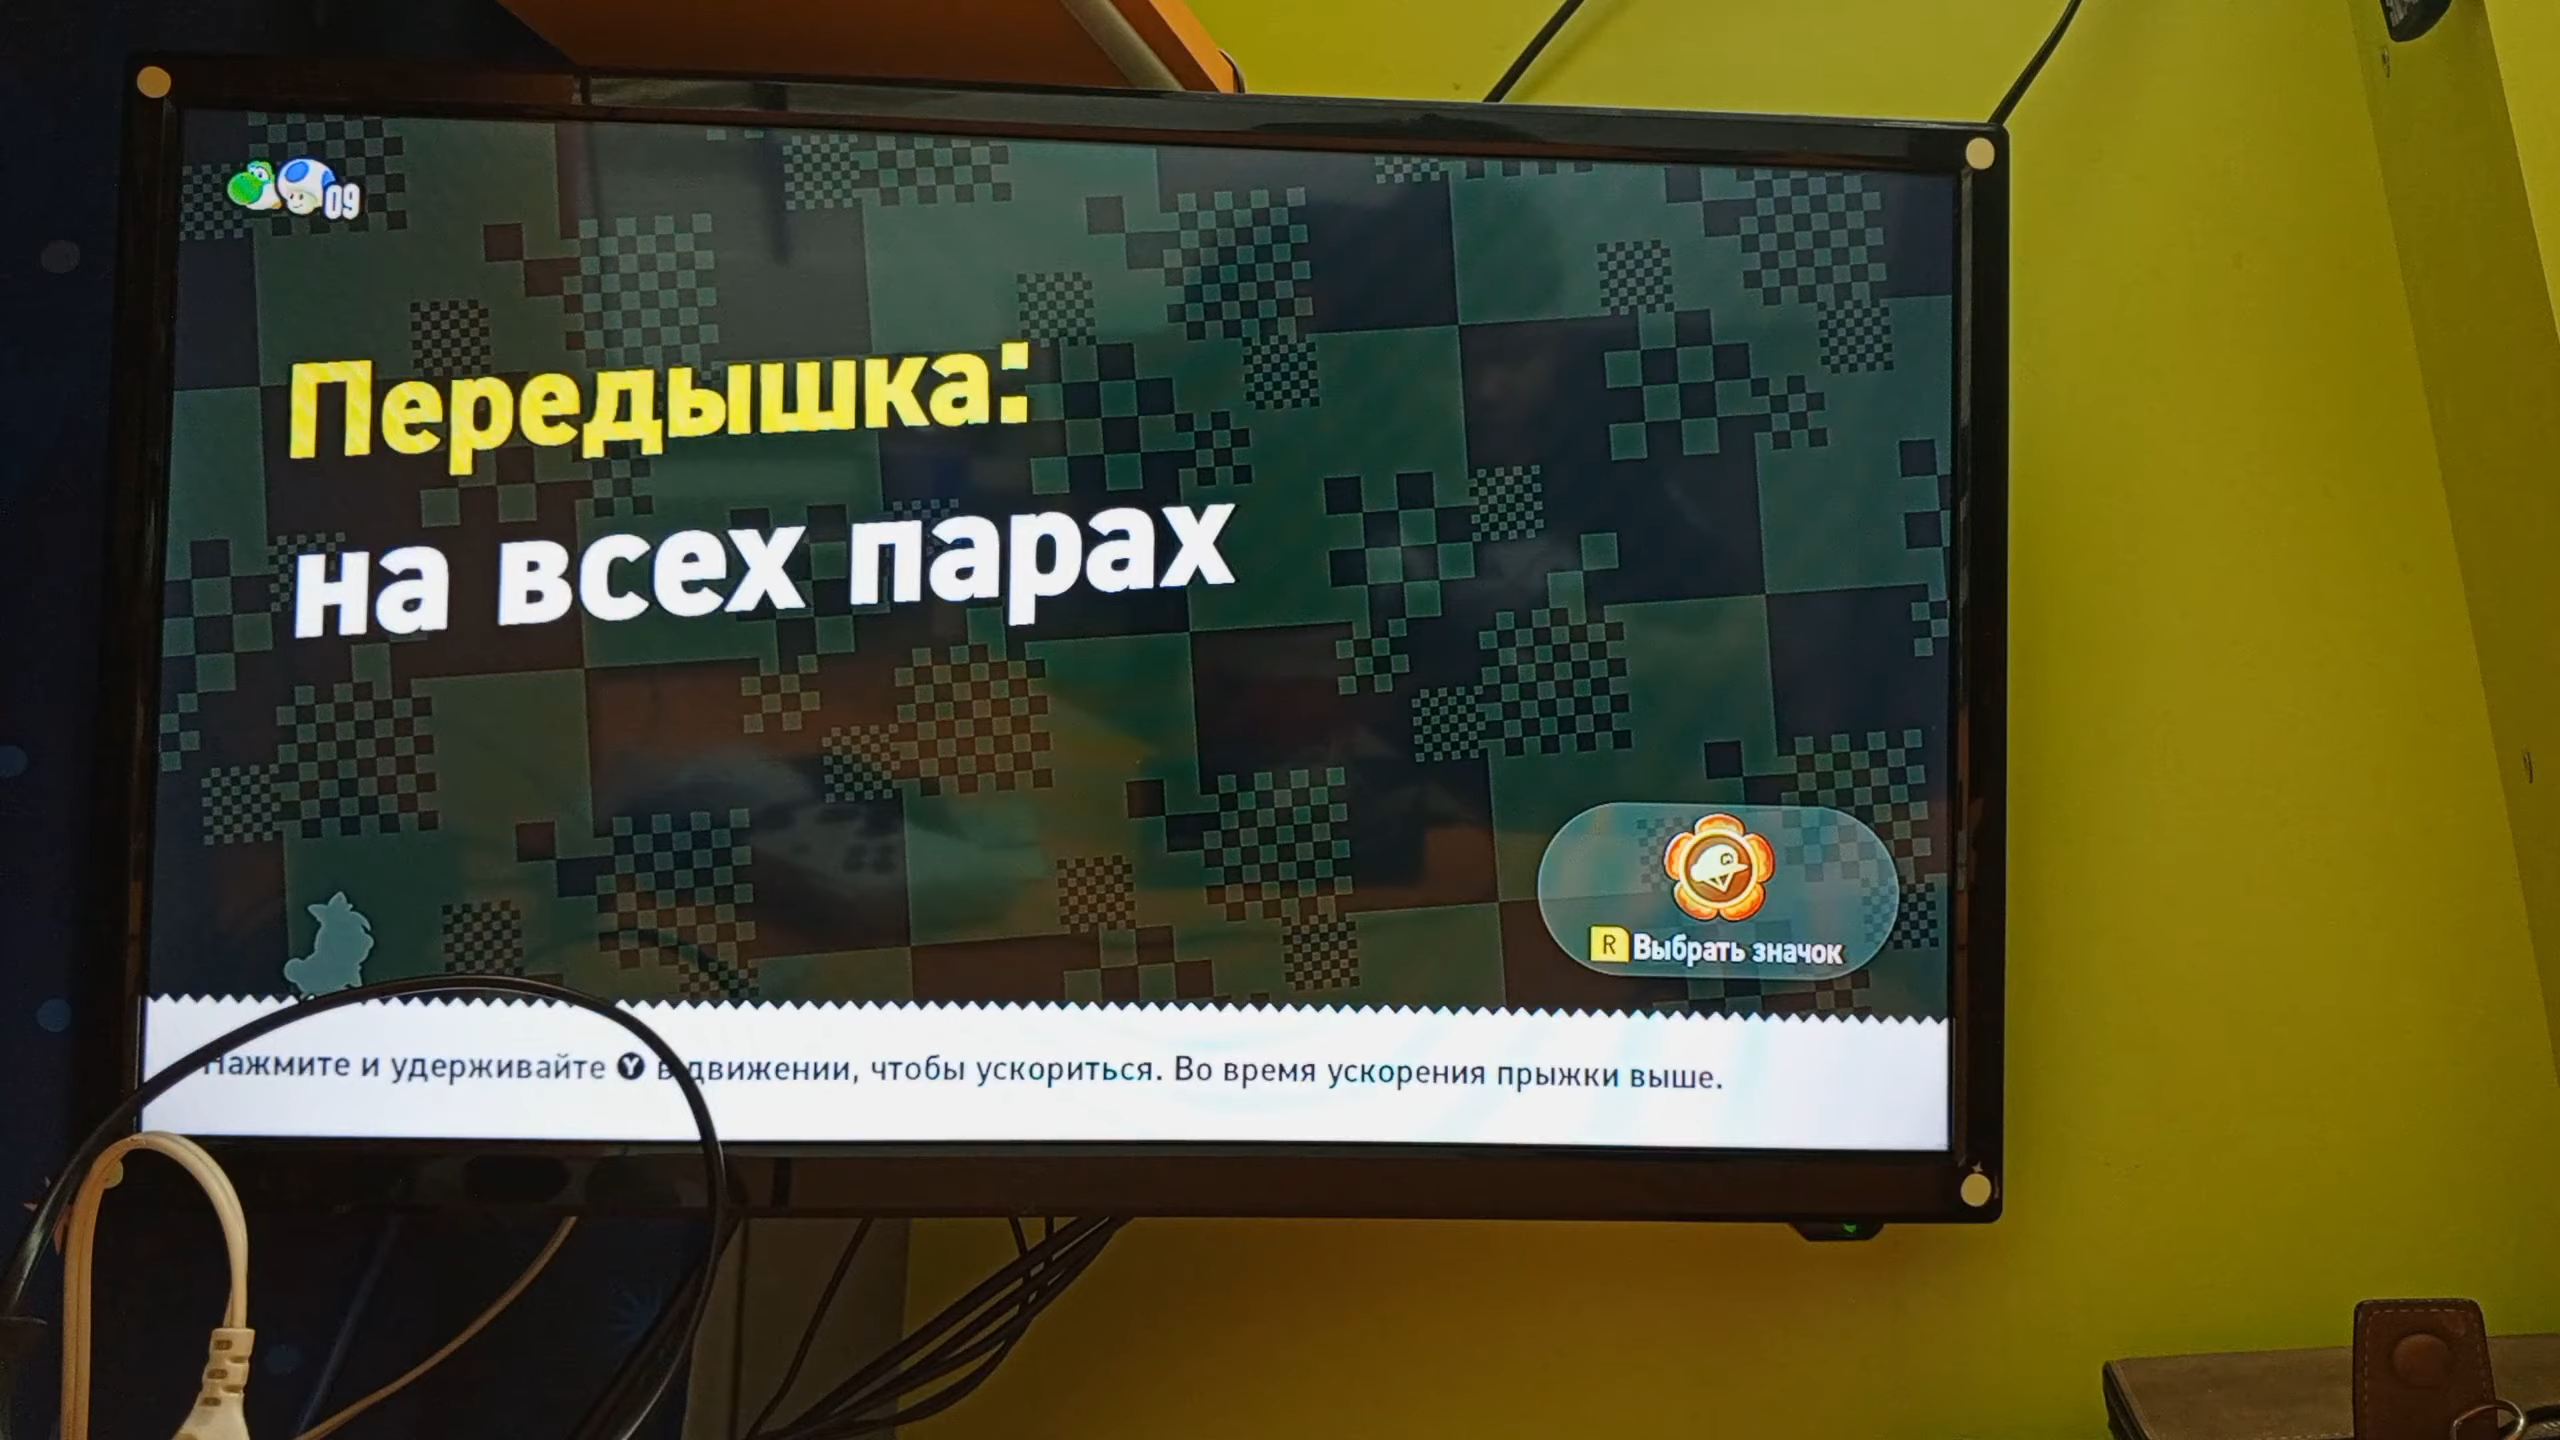 09
Передышка:
на всех парах
R Выбрать значок
Нажмите и удерживайте Y в движении, чтобы ускориться. Во время ускорения прыжки выше.